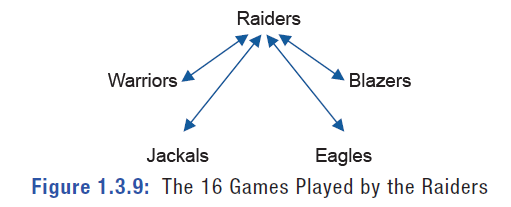 Raiders
Warriors Blazers
Jackals Eagles
Figure 1.3.9: The 16 Games Played by the Raiders